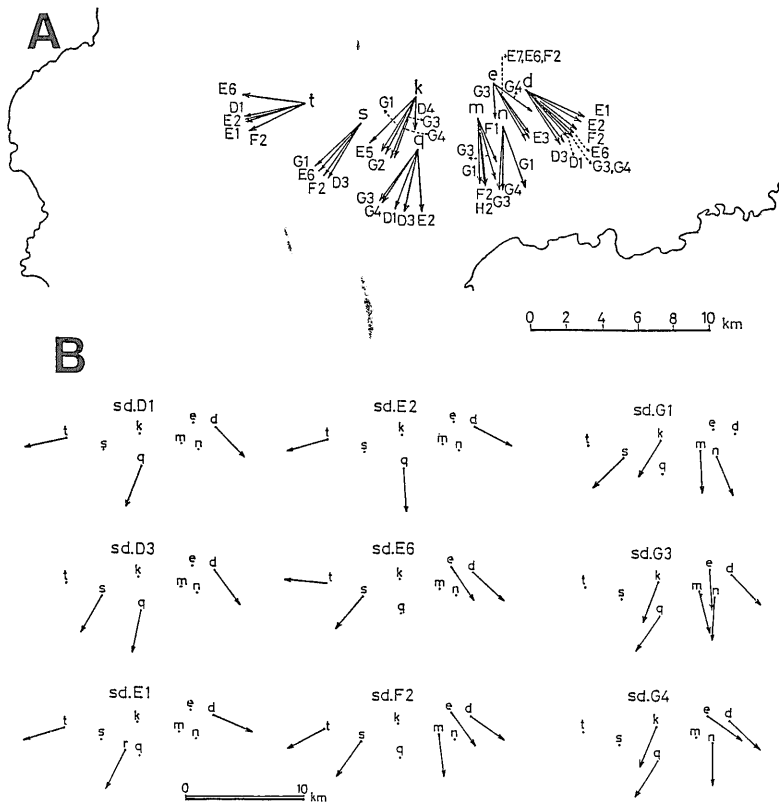 A
E7,E6,F2
E6
t
D1
E2
E1 F2
s
G1
E6
F2 D3
k
G1
D4
G3
G4
E5
G2
q
G3
G4
D1 D3 E2
e
d
G3
G4
m
n
F1
E3
G3
G1
F2
H2
G3
G4
G1
E1
E2
F2
E6
G3,G4
D3
D1
0 2 4 6 8 10 km
B
sd.D1
t s k q m n e d
sd.E2
t s k q m n e d
sd.G1
t s k q m n e d
sd.D3
t s k q m n e d
sd.E6
t s k q m n e d
sd.G3
t s k q m n e d
sd.E1
t s r k q m n e d
sd.F2
t s k q m n e d
sd.G4
t s k q m n e d
0 10 km